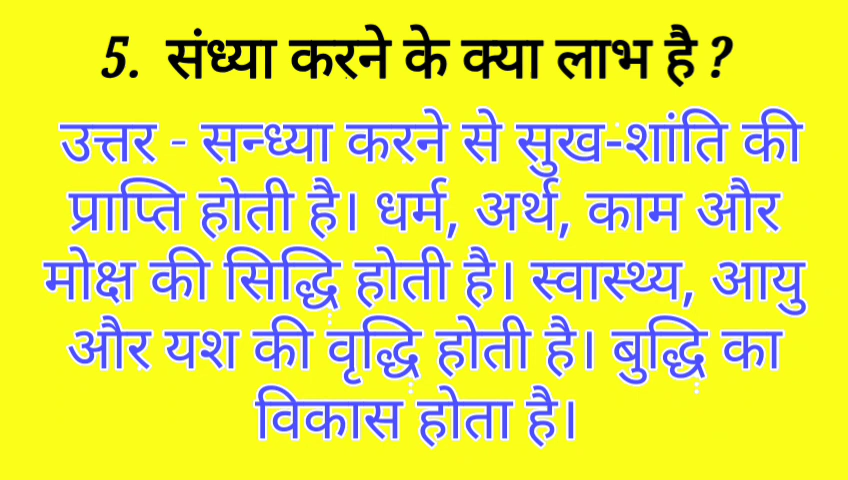 5. संध्या करने के क्या लाभ है ?
उत्तर - सन्ध्या करने से सुख-शांति की
प्राप्ति होती है। धर्म, अर्थ, काम और
मोक्ष की सिद्धि होती है। स्वास्थ्य, आयु
और यश की वृद्धि होती है। बुद्धि का
विकास होता है।